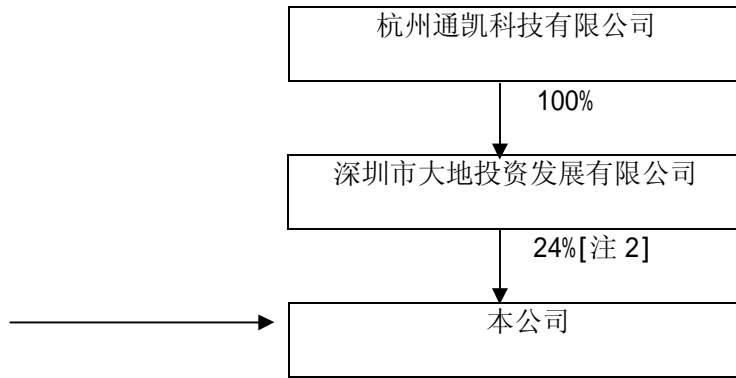 杭州通凯科技有限公司
100%
深圳市大地投资发展有限公司
24%[注 2]
本公司